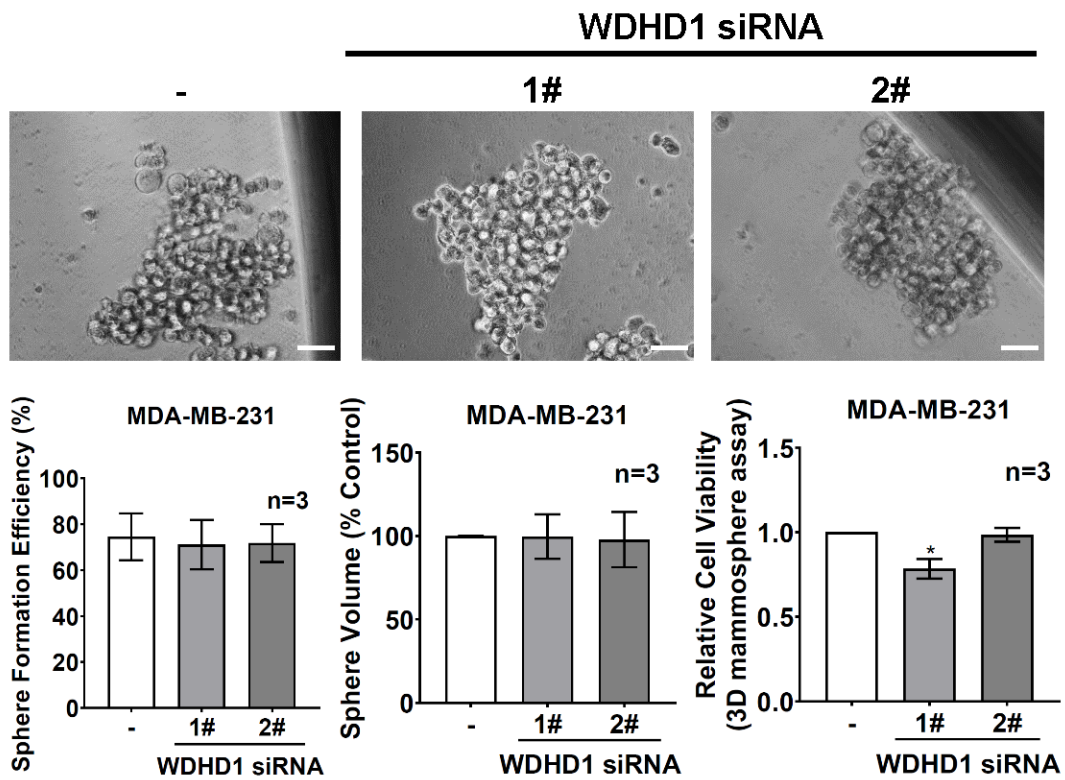 WDHD1 siRNA
-
1#
2#
MDA-MB-231
Sphere Formation Efficiency (%)
100
80
60
40
20
0
n=3
-
1#
2#
WDHD1 siRNA
MDA-MB-231
Sphere Volume (% Control)
150
100
50
0
n=3
-
1#
2#
WDHD1 siRNA
MDA-MB-231
Relative Cell Viability
(3D mammosphere assay)
1.5
1.0
0.5
0.0
n=3
*
-
1#
2#
WDHD1 siRNA